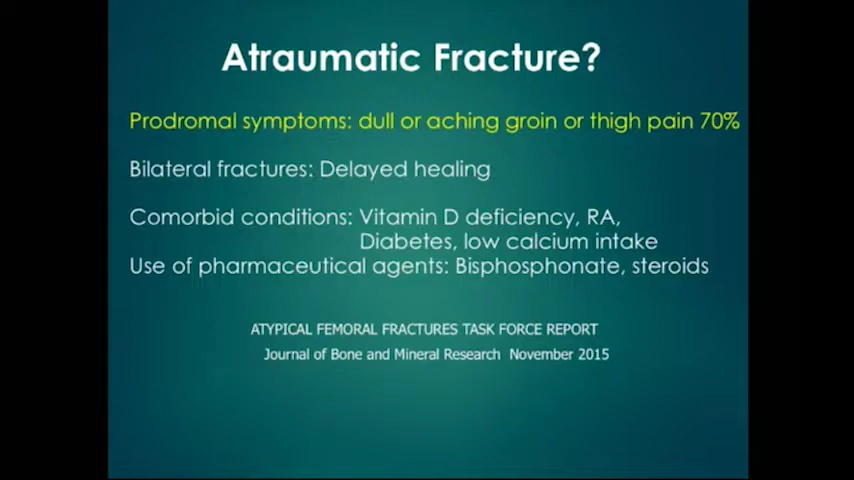 Atraumatic Fracture?
Prodromal symptoms: dull or aching groin or thigh pain 70%
Bilateral fractures: Delayed healing
Comorbid conditions: Vitamin D deficiency, RA,
Diabetes, low calcium intake
Use of pharmaceutical agents: Bisphosphonate, steroids
ATYPICAL FEMORAL FRACTURES TASK FORCE REPORT
Journal of Bone and Mineral Research November 2015